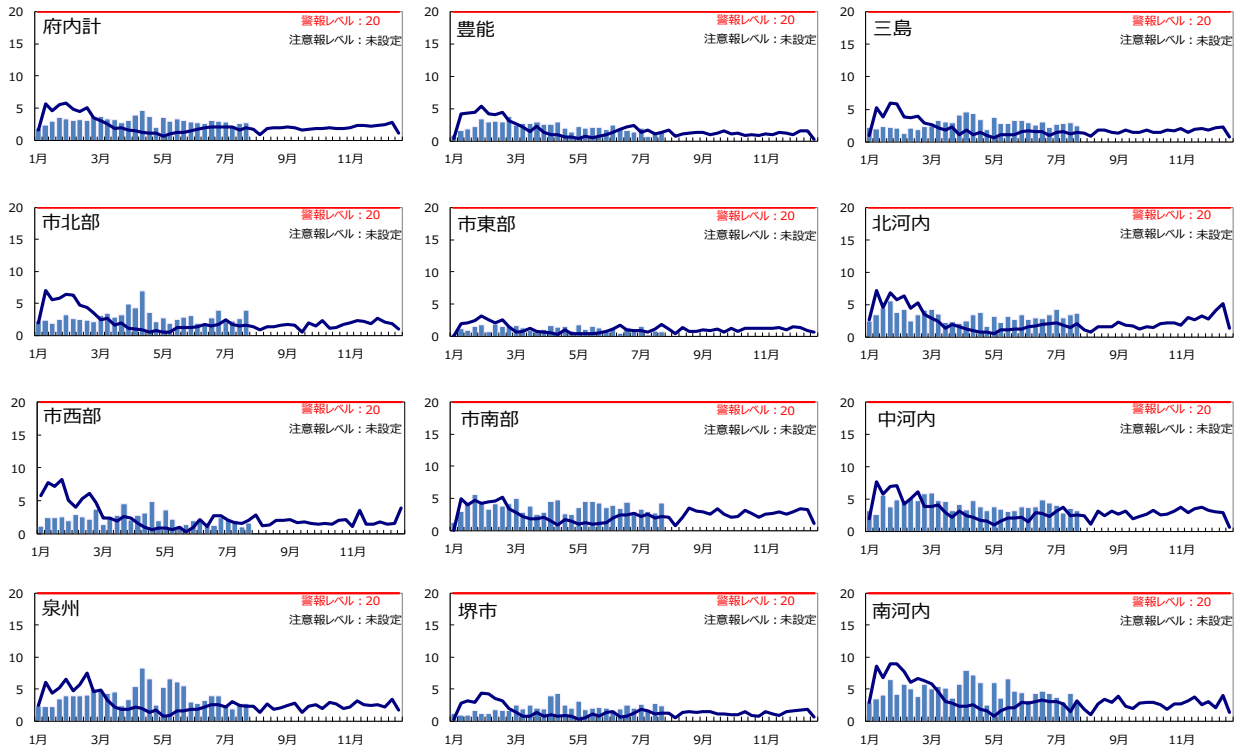 府内計
警報レベル：20
注意報レベル：未設定
20
15
10
5
0
1月 3月 5月 7月 9月 11月
豊能
警報レベル：20
注意報レベル：未設定
20
15
10
5
0
1月 3月 5月 7月 9月 11月
三島
警報レベル：20
注意報レベル：未設定
20
15
10
5
0
1月 3月 5月 7月 9月 11月
市北部
警報レベル：20
注意報レベル：未設定
20
15
10
5
0
1月 3月 5月 7月 9月 11月
市東部
警報レベル：20
注意報レベル：未設定
20
15
10
5
0
1月 3月 5月 7月 9月 11月
北河内
警報レベル：20
注意報レベル：未設定
20
15
10
5
0
1月 3月 5月 7月 9月 11月
市西部
警報レベル：20
注意報レベル：未設定
20
15
10
5
0
1月 3月 5月 7月 9月 11月
市南部
警報レベル：20
注意報レベル：未設定
20
15
10
5
0
1月 3月 5月 7月 9月 11月
中河内
警報レベル：20
注意報レベル：未設定
20
15
10
5
0
1月 3月 5月 7月 9月 11月
泉州
警報レベル：20
注意報レベル：未設定
20
15
10
5
0
1月 3月 5月 7月 9月 11月
堺市
警報レベル：20
注意報レベル：未設定
20
15
10
5
0
1月 3月 5月 7月 9月 11月
南河内
警報レベル：20
注意報レベル：未設定
20
15
10
5
0
1月 3月 5月 7月 9月 11月